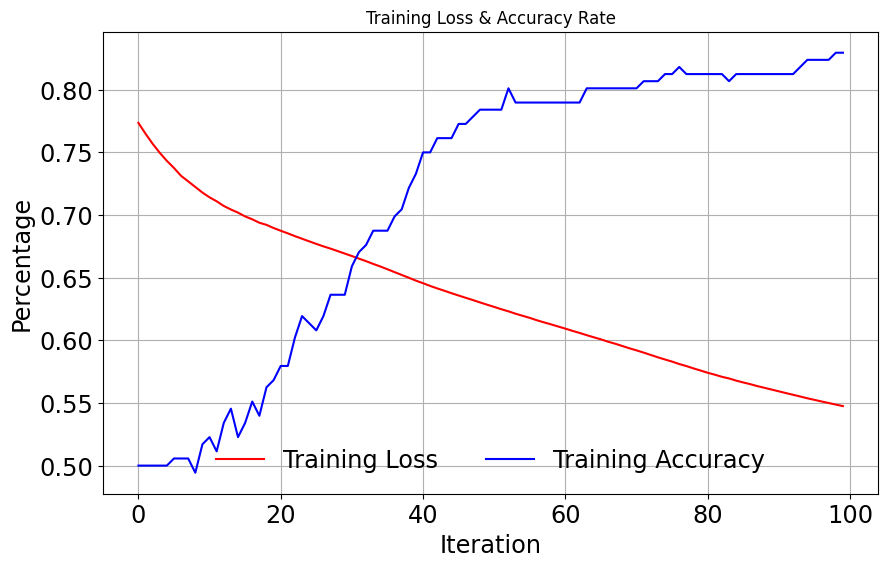 Training Loss & Accuracy Rate
0.80
0.75
0.70
0.65
0.60
0.55
0.50
Percentage
Training Loss
Training Accuracy
0 20 40 60 80 100
Iteration